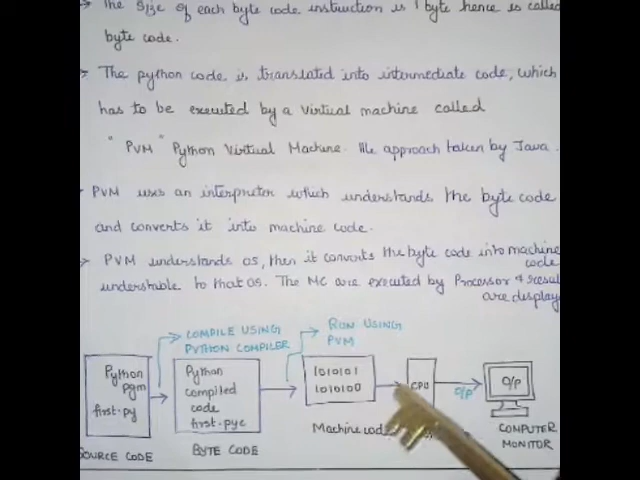 The size of each byte code instruction is 1 byte hence is called
byte code.
The python code is translated into intermediate code, which
has to be executed by a virtual machine called
" PVM " Python Virtual Machine. The approach taken by Java.
PVM uses an interpretor which understands the byte code
and converts it into machine code.
PVM understands OS, then it converts the byte code into machine
code
understable to that OS. The MC are executed by Processor &
are display
COMPILE USING
PYTHON COMPILER
RUN USING
PVM
Python
pgm
first.py
Python
compiled
code
first.pyc
1010101
1010100
CPU
O/P
O/P
SOURCE CODE
BYTE CODE
Machine code
COMPUTER
MONITOR